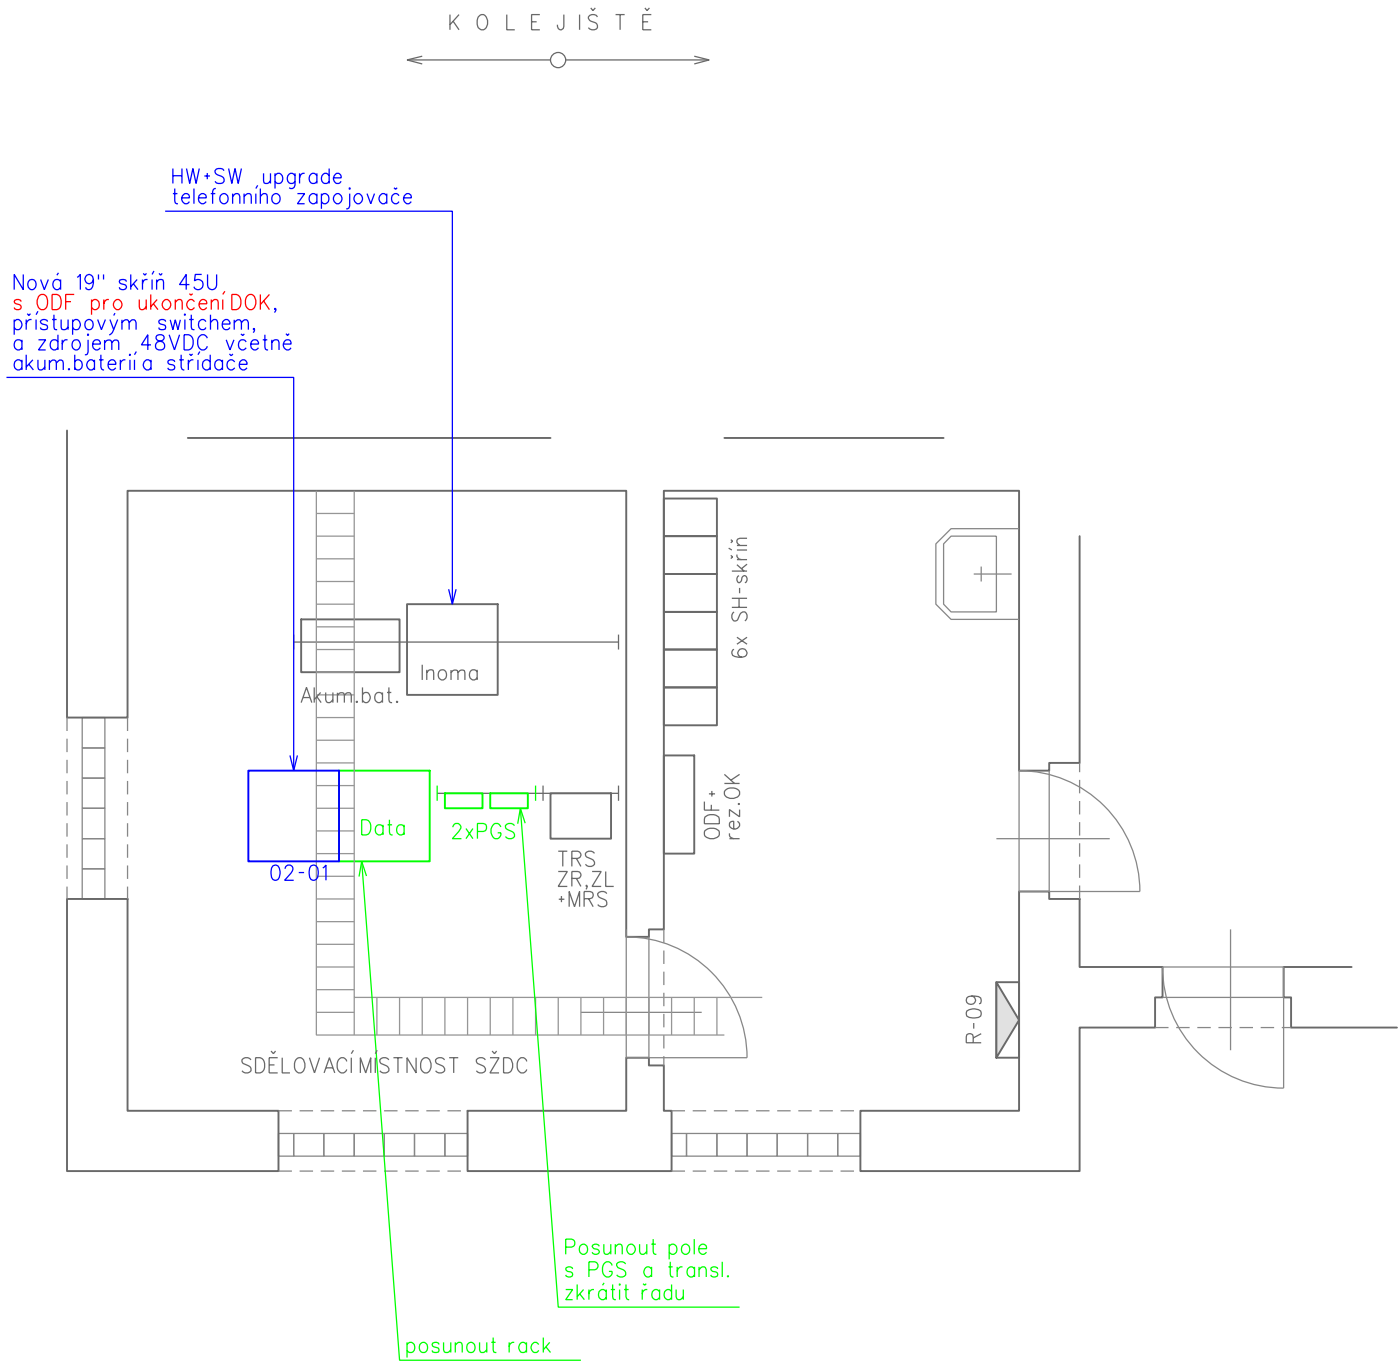 KOLEJIŠTĚ
HW+SW upgrade
telefonního zapojovače
Nová 19" skříň 45U
s ODF pro ukončení DOK,
přístupovým switchem,
a zdrojem 48VDC včetně
akum.baterií a střídače
6x SH-skříň
Inoma
Akum.bat.
ODF+
rez.OK
Data
2xPGS
02-01
TRS
ZR,ZL
+MRS
R-09
SDĚLOVACÍ MÍSTNOST SŽDC
Posunout pole
s PGS a transl.
zkrátit řadu
posunout rack